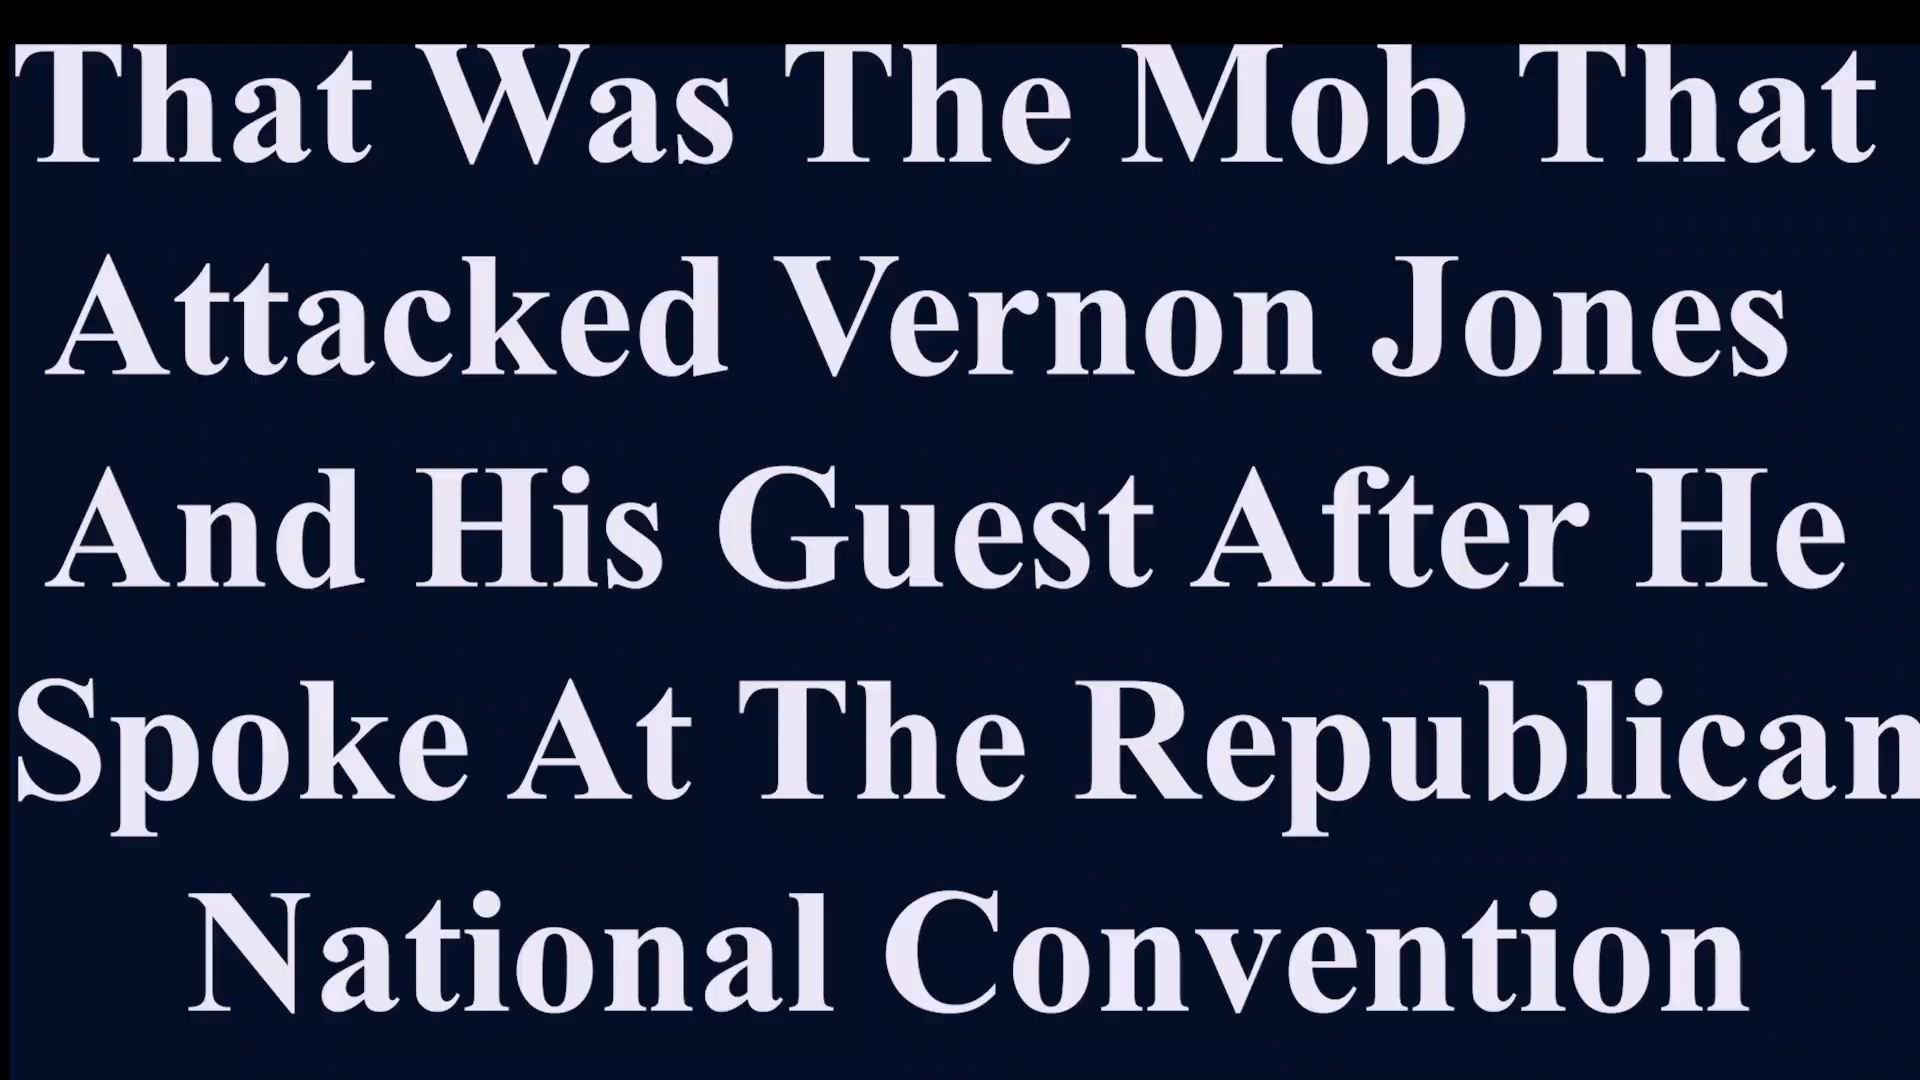 That Was The Mob That
Attacked Vernon Jones
And His Guest After He
Spoke At The Republican
National Convention